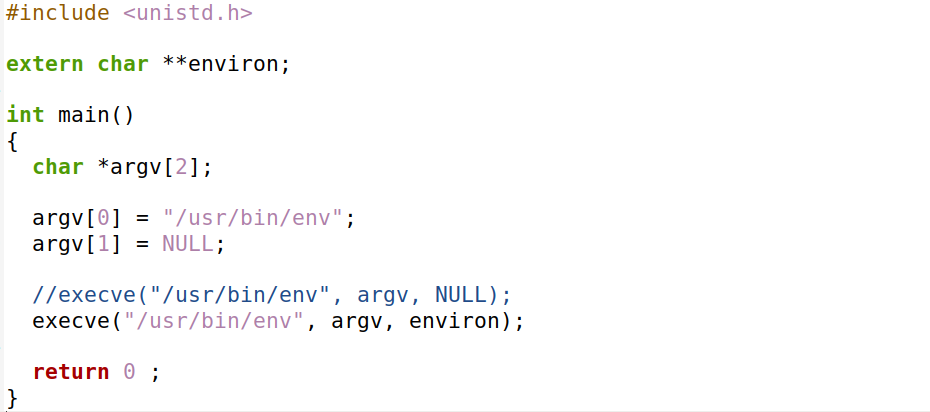 #include <unistd.h>

extern char **environ;

int main()
{
  char *argv[2];

  argv[0] = "/usr/bin/env";
  argv[1] = NULL;

  //execve("/usr/bin/env", argv, NULL);
  execve("/usr/bin/env", argv, environ);

  return 0 ;
}